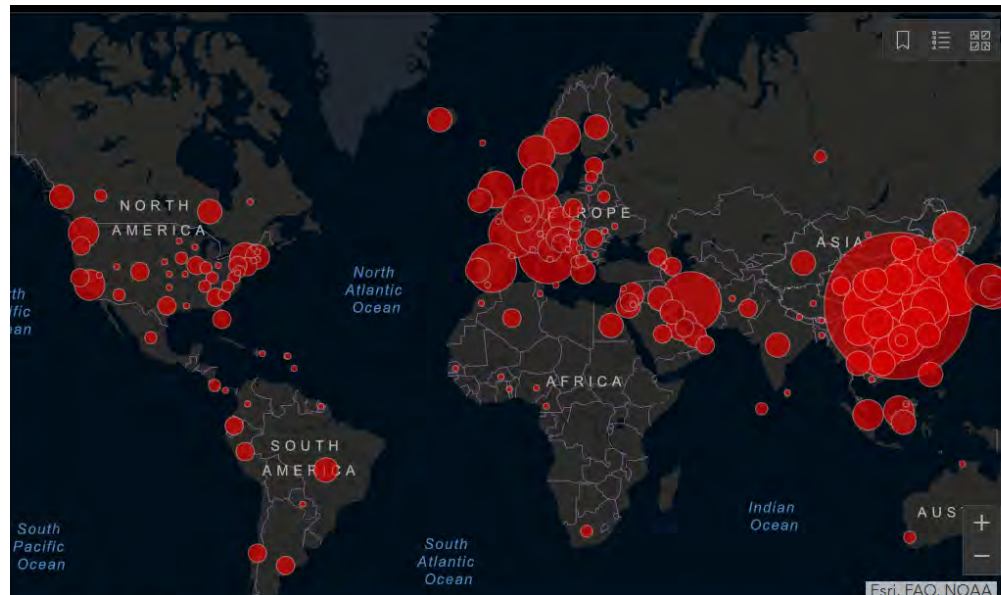 NORTH
AMERICA
EUROPE
ASIA
North
Atlantic
Ocean
AFRICA
SOUTH
AMERICA
Indian
Ocean
AUS
South
Pacific
Ocean
South
Atlantic
Ocean
Esri, FAO, NOAA